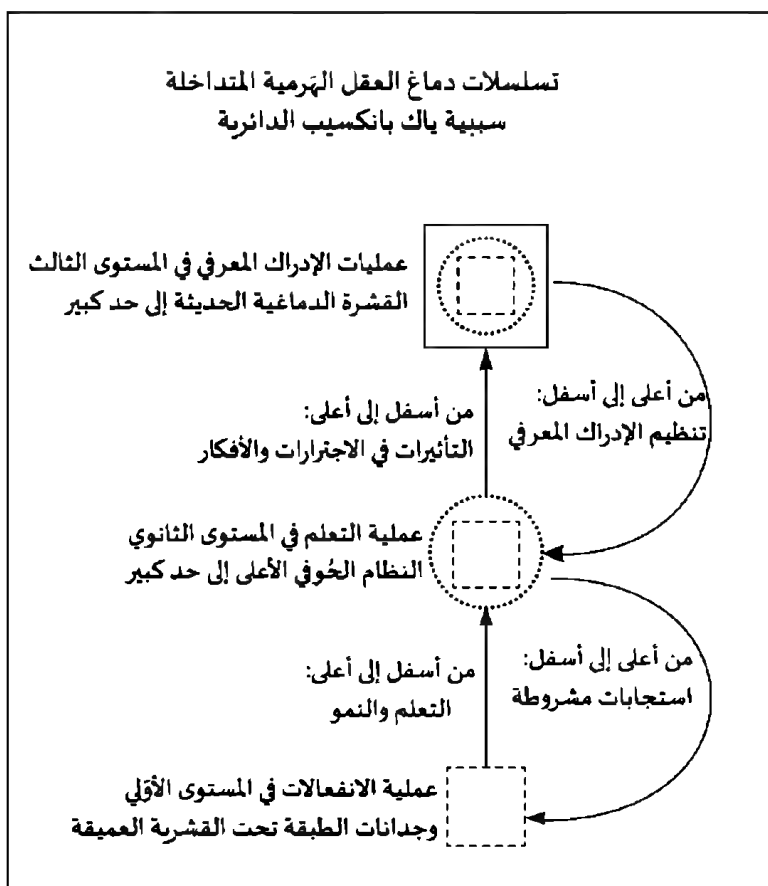 تسلسلات دماغ العقل الهَرمية المتداخلة
سببية ياك بانكسيب الدائرية
عمليات الإدراك المعرفي في المستوى الثالث
القشرة الدماغية الحديثة إلى حد كبير
من أسفل إلى أعلى:
التأثيرات في الاجترارات والأفكار
من أعلى إلى أسفل:
تنظيم الإدراك المعرفي
عملية التعلم في المستوى الثانوي
النظام الحُوفي الأعلى إلى حد كبير
من أسفل إلى أعلى:
التعلم والنمو
من أعلى إلى أسفل:
استجابات مشروطة
عملية الانفعالات في المستوى الأوّلي
وجدانات الطبقة تحت القشرية العميقة